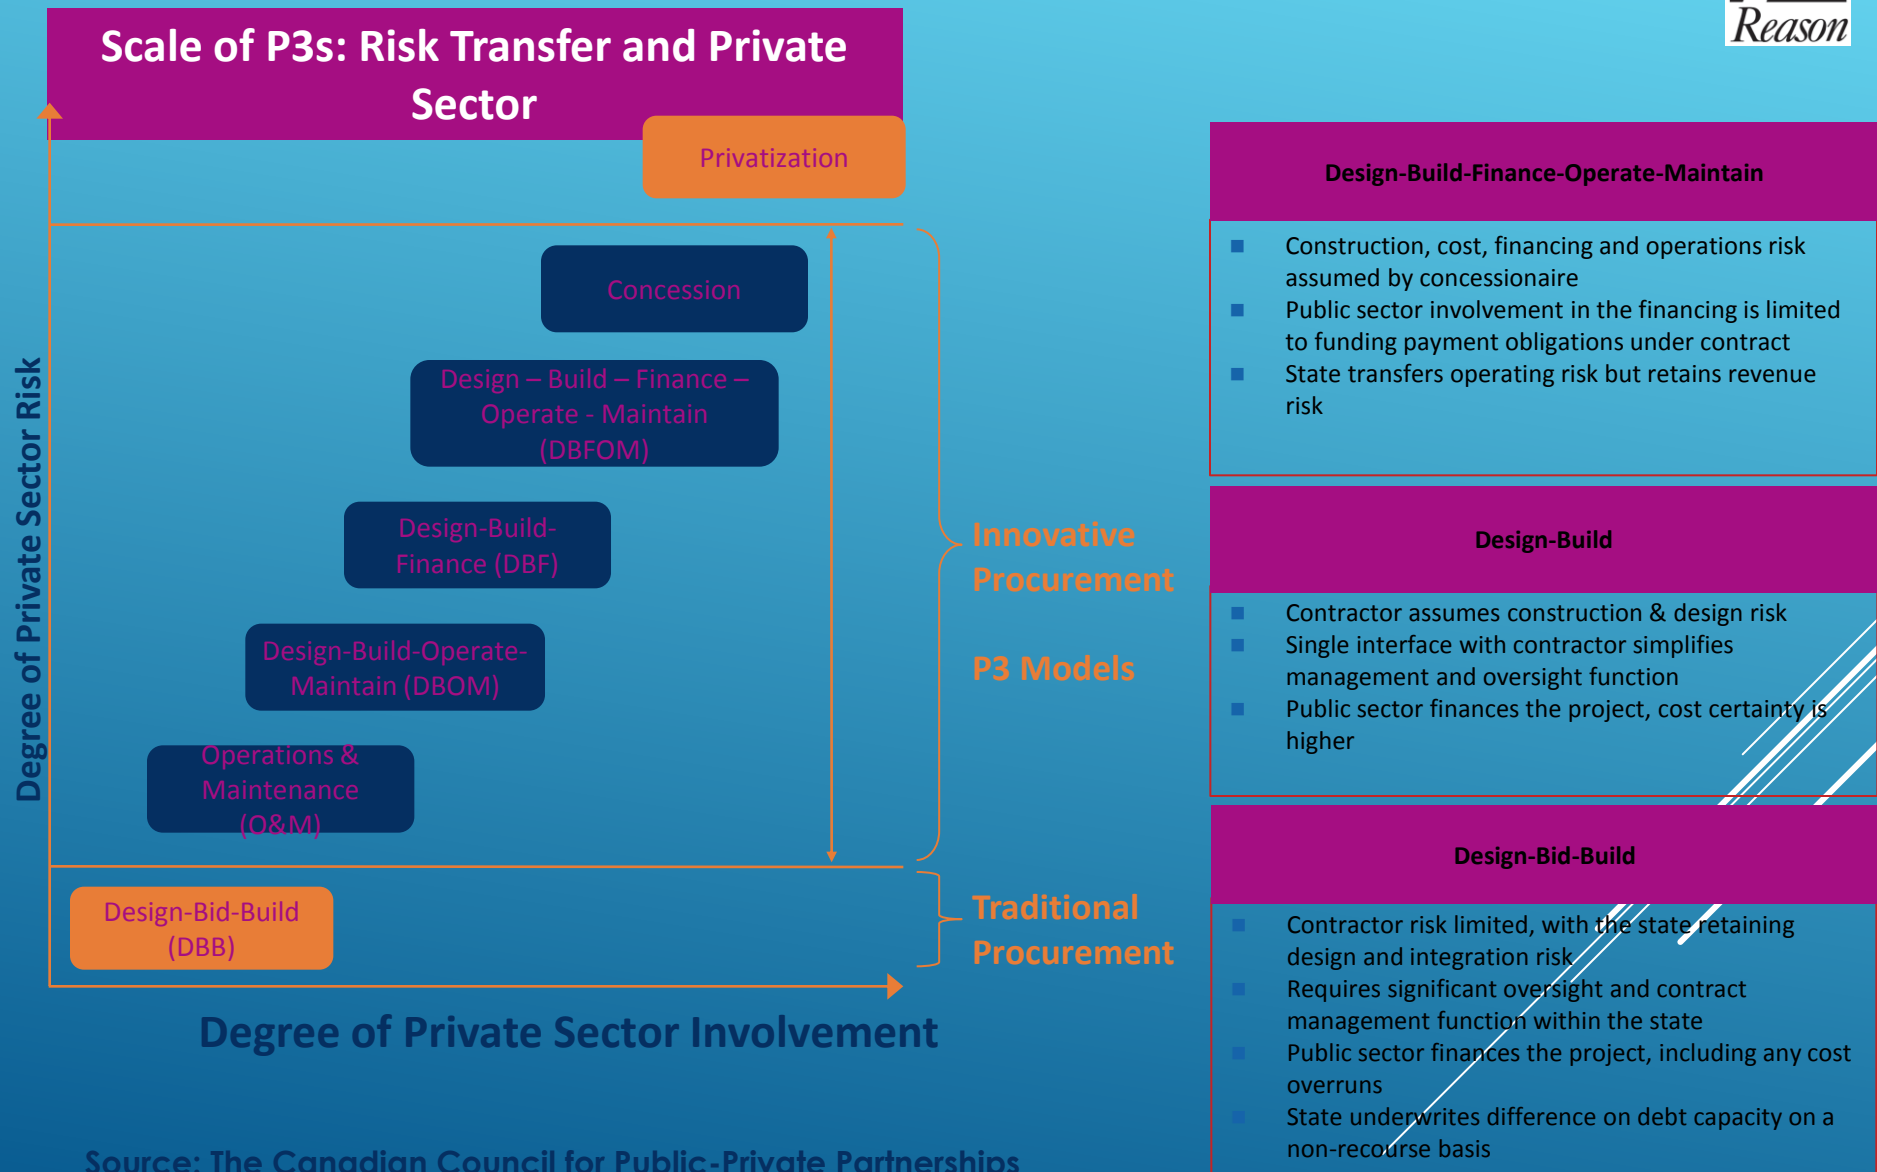 Scale of P3s: Risk Transfer and Private
Sector
Reason
Privatization
Concession
Design – Build – Finance –
Operate - Maintain
(DBFOM)
Design-Build-
Finance (DBF)
Design-Build-Operate-
Maintain (DBOM)
Operations &
Maintenance
(O&M)
Design-Bid-Build
(DBB)
Degree of Private Sector Risk
Degree of Private Sector Involvement
Innovative
Procurement
P3 Models
Traditional
Procurement
Source: The Canadian Council for Public-Private Partnerships
Design-Build-Finance-Operate-Maintain
Construction, cost, financing and operations risk
assumed by concessionaire
Public sector involvement in the financing is limited
to funding payment obligations under contract
State transfers operating risk but retains revenue
risk
Design-Build
Contractor assumes construction & design risk
Single interface with contractor simplifies
management and oversight function
Public sector finances the project, cost certainty is
higher
Design-Bid-Build
Contractor risk limited, with the state retaining
design and integration risk
Requires significant oversight and contract
management function within the state
Public sector finances the project, including any cost
overruns
State underwrites difference on debt capacity on a
non-recourse basis